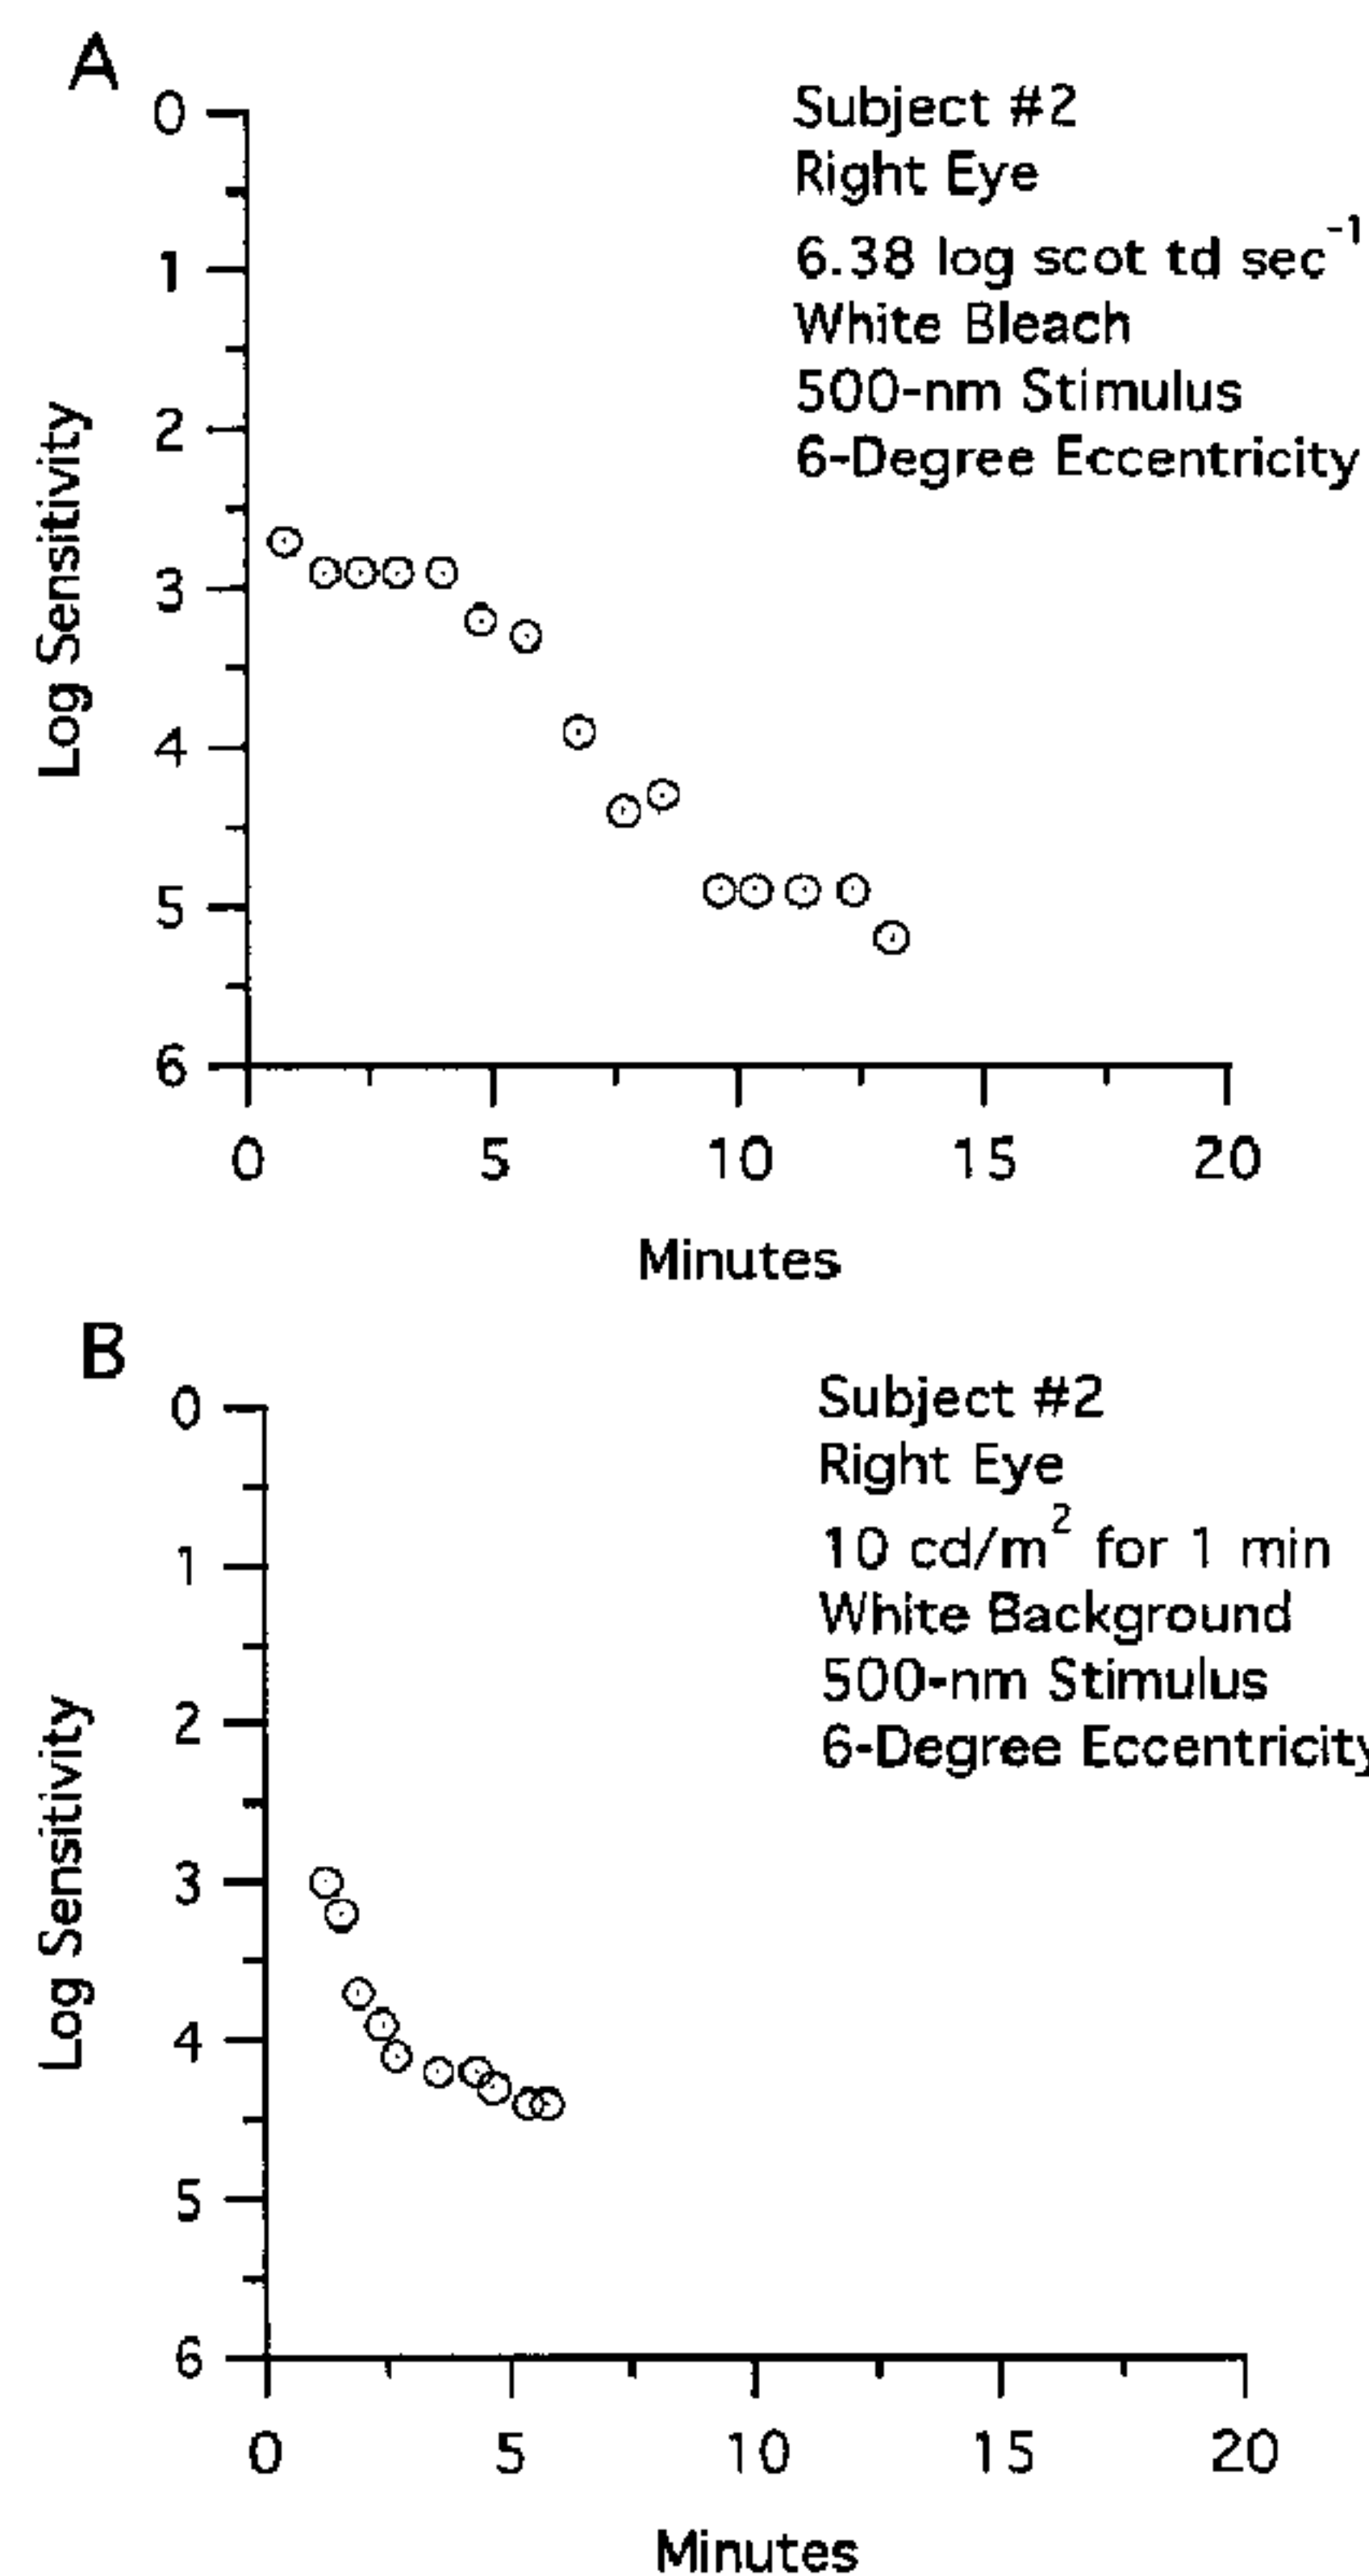 A
Subject #2
Right Eye
6.38 log scot td sec⁻¹
White Bleach
500-nm Stimulus
6-Degree Eccentricity
Log Sensitivity
0
1
2
3
4
5
6
0 5 10 15 20
Minutes
B
Subject #2
Right Eye
10 cd/m² for 1 min
White Background
500-nm Stimulus
6-Degree Eccentricity
Log Sensitivity
0
1
2
3
4
5
6
0 5 10 15 20
Minutes